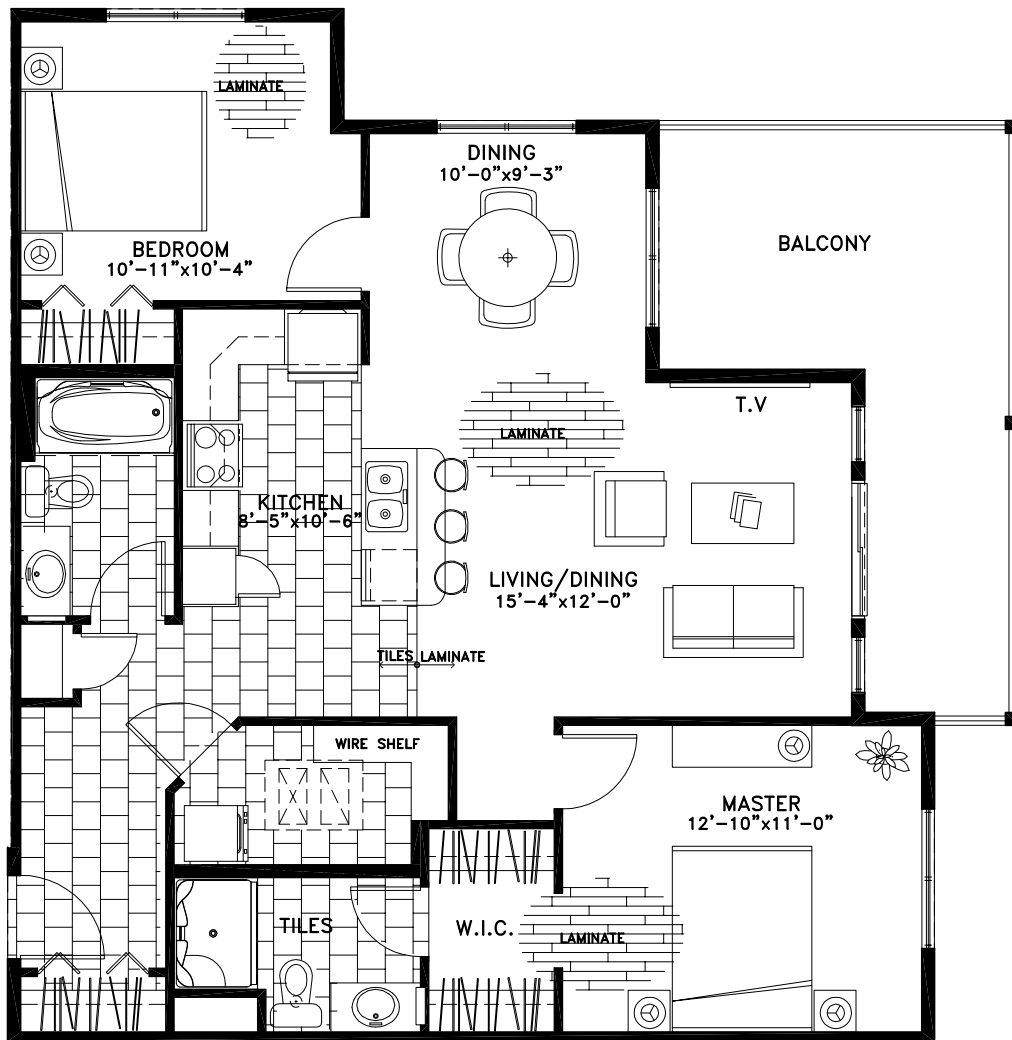 LAMINATE
DINING
10'-0"x9'-3"
BEDROOM
10'-11"x10'-4"
BALCONY
T.V
LAMINATE
KITCHEN
8'-5"x10'-6"
LIVING/DINING
15'-4"x12'-0"
TILES LAMINATE
WIRE SHELF
MASTER
12'-10"x11'-0"
TILES
W.I.C.
LAMINATE